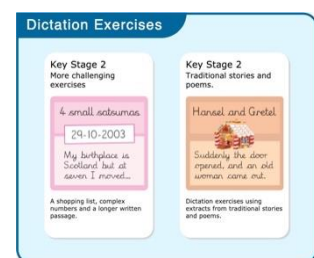 Dictation Exercises
Key Stage 2
More challenging
exercises
4 small satsumas
29-10-2003
My birthplace is
Scotland but at
seven I moved...
A shopping list, complex
numbers and a longer written
passage.
Key Stage 2
Traditional stories and
poems.
Hansel and Gretel
Suddenly the door
opened, and an old
woman came out.
Dictation exercises using
extracts from traditional stories
and poems.